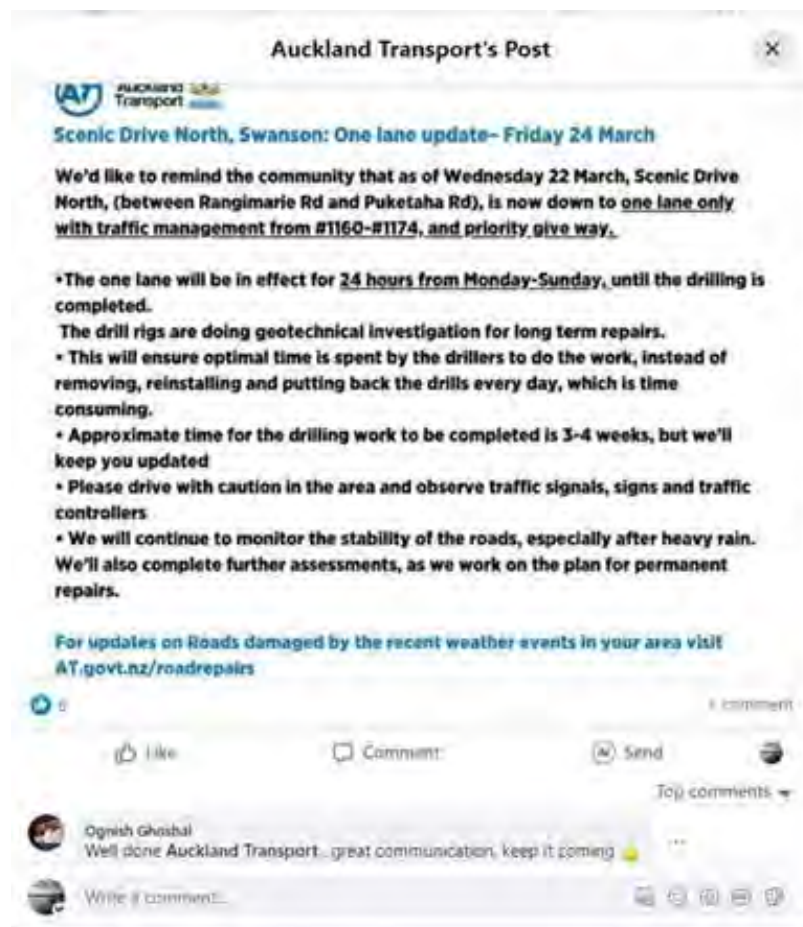 Auckland Transport's Post
AT Auckland
Transport
Scenic Drive North, Swanson: One lane update– Friday 24 March
We'd like to remind the community that as of Wednesday 22 March, Scenic Drive
North, (between Rangimarie Rd and Puketaha Rd), is now down to one lane only
with traffic management from #1160-#1174, and priority give way.
•The one lane will be in effect for 24 hours from Monday-Sunday, until the drilling is
completed.
The drill rigs are doing geotechnical investigation for long term repairs.
• This will ensure optimal time is spent by the drillers to do the work, instead of
removing, reinstalling and putting back the drills every day, which is time
consuming.
• Approximate time for the drilling work to be completed is 3-4 weeks, but we'll
keep you updated
• Please drive with caution in the area and observe traffic signals, signs and traffic
controllers
• We will continue to monitor the stability of the roads, especially after heavy rain.
We'll also complete further assessments, as we work on the plan for permanent
repairs.
For updates on Roads damaged by the recent weather events in your area visit
AT.govt.nz/roadrepairs
1 comment
Like Comment Send
Top comments
Ognish Ghoshal
Well done Auckland Transport.. great communication, keep it coming
Write a comment...